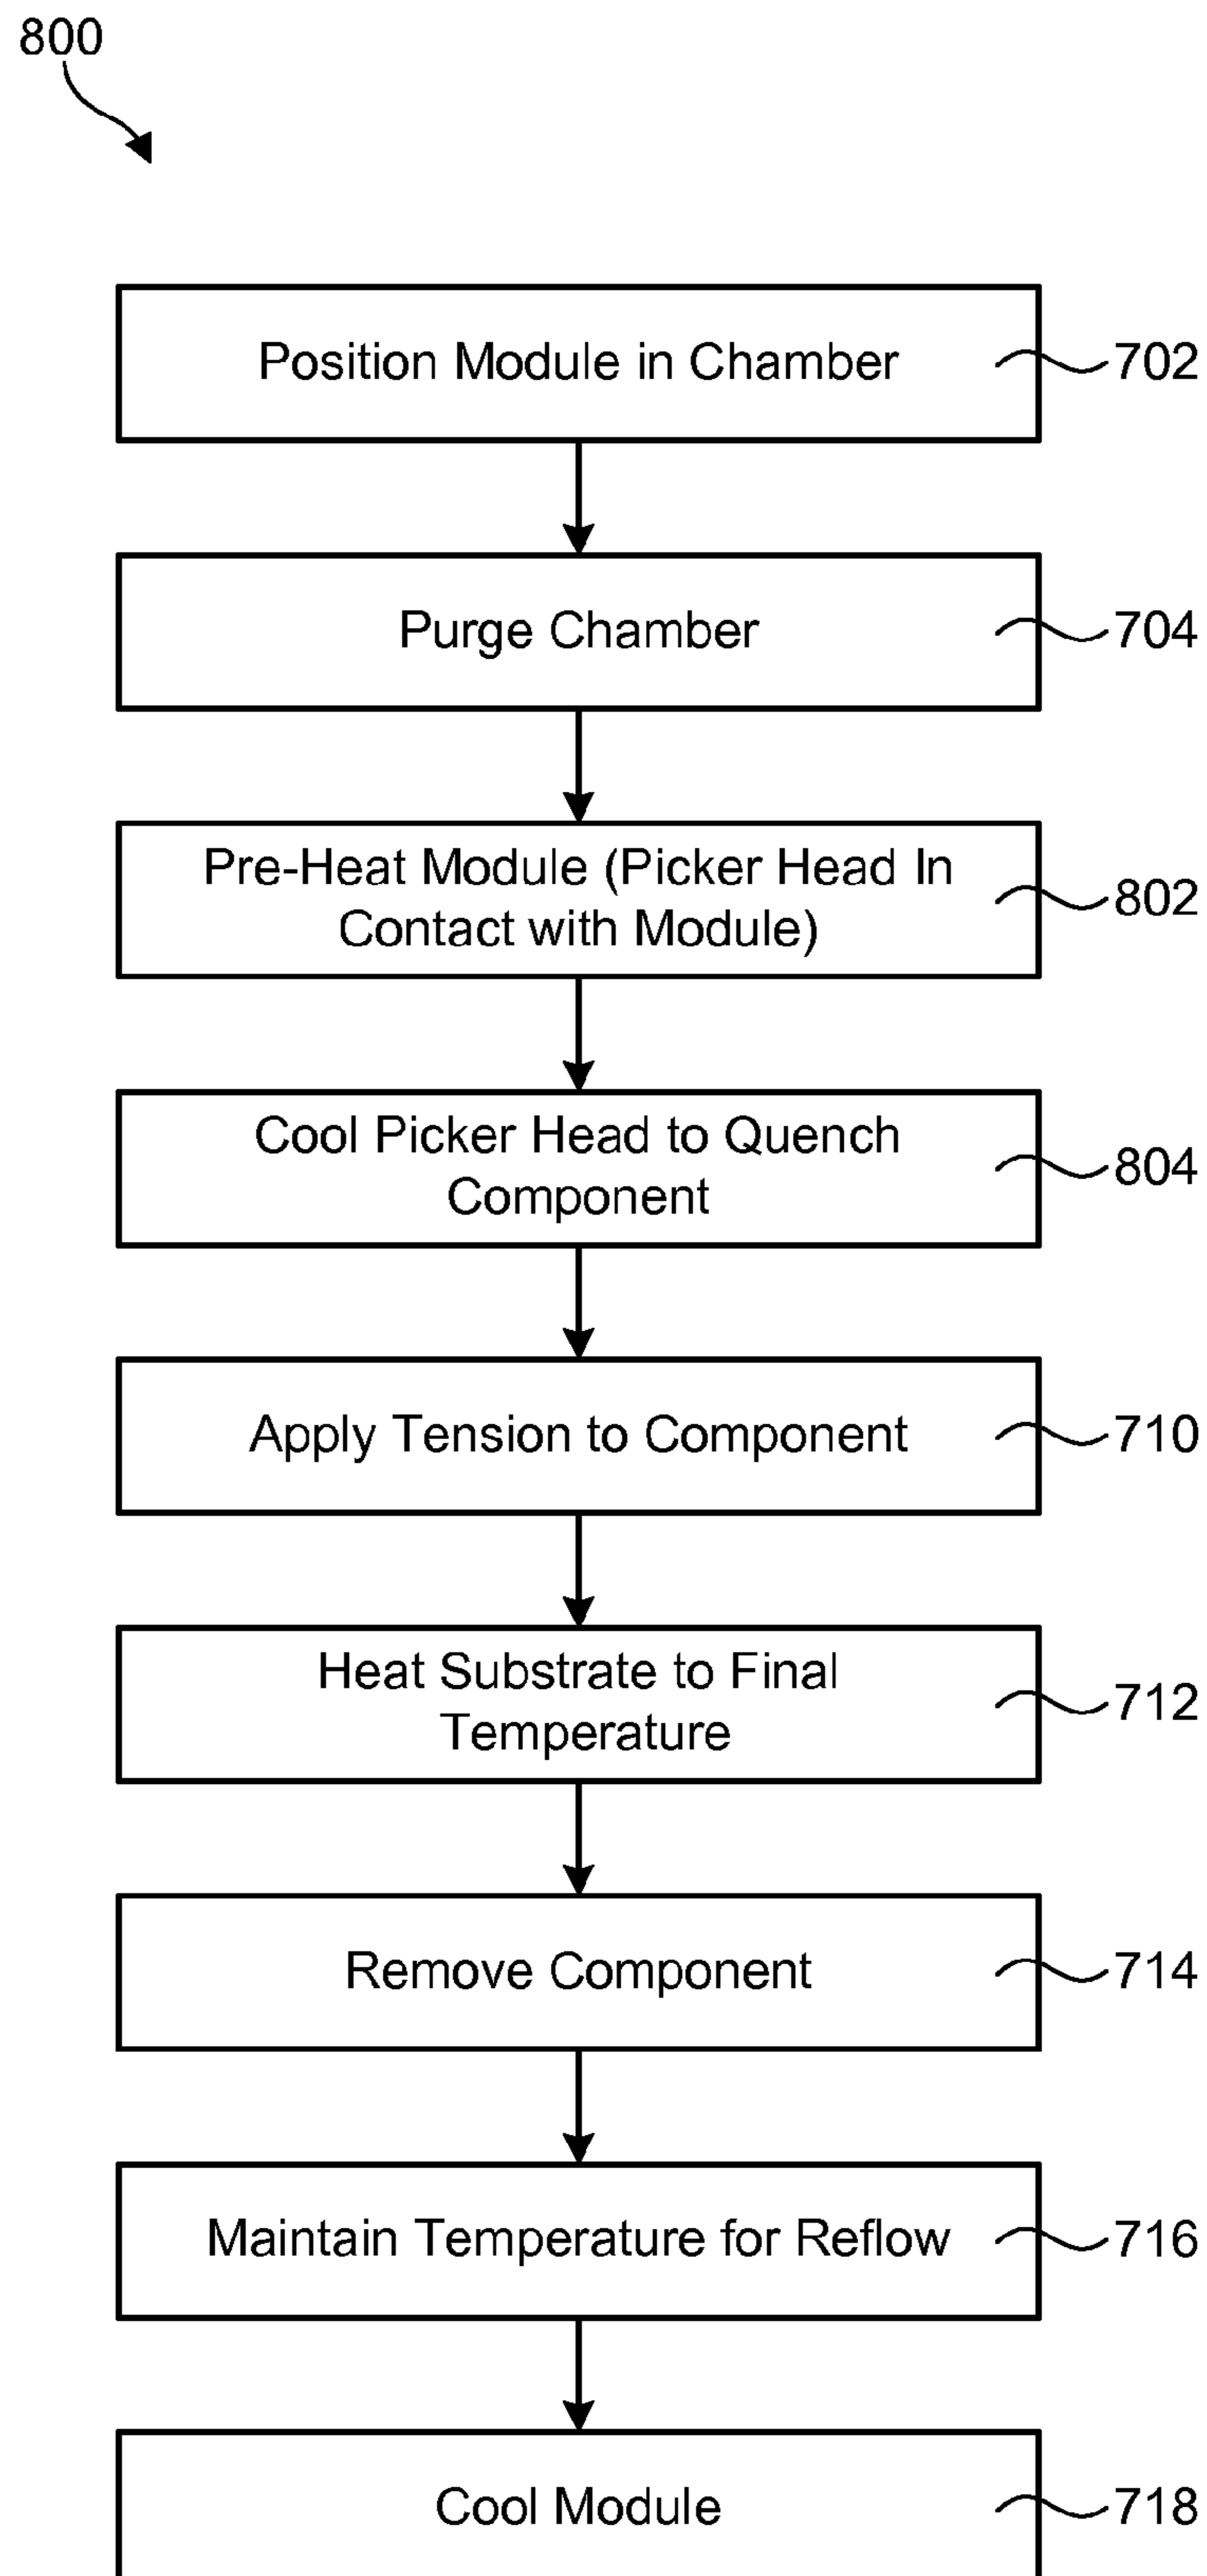 800
Position Module in Chamber
702
Purge Chamber
704
Pre-Heat Module (Picker Head In
Contact with Module)
802
Cool Picker Head to Quench
Component
804
Apply Tension to Component
710
Heat Substrate to Final
Temperature
712
Remove Component
714
Maintain Temperature for Reflow
716
Cool Module
718